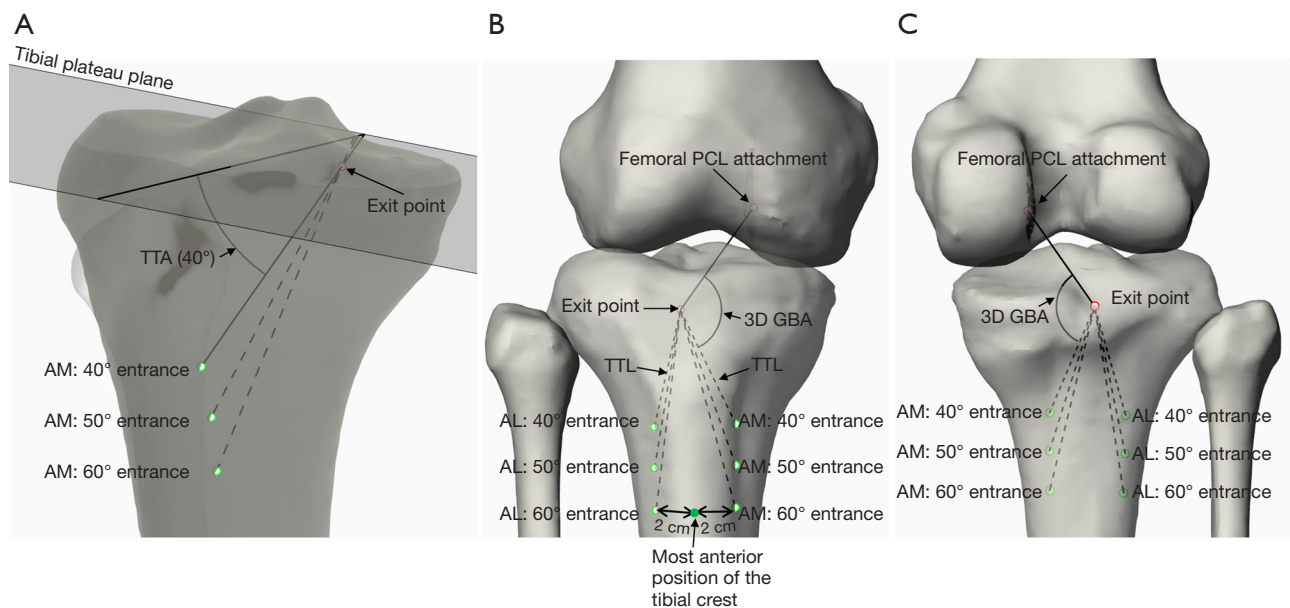 A
Tibial plateau plane
Exit point
TTA (40°)
AM: 40° entrance
AM: 50° entrance
AM: 60° entrance
B
Femoral PCL attachment
Exit point
3D GBA
TTL
TTL
AL: 40° entrance
AM: 40° entrance
AL: 50° entrance
AM: 50° entrance
AL: 60° entrance
AM: 60° entrance
2 cm
2 cm
Most anterior
position of the
tibial crest
C
Femoral PCL attachment
Exit point
3D GBA
AM: 40° entrance
AL: 40° entrance
AM: 50° entrance
AL: 50° entrance
AM: 60° entrance
AL: 60° entrance